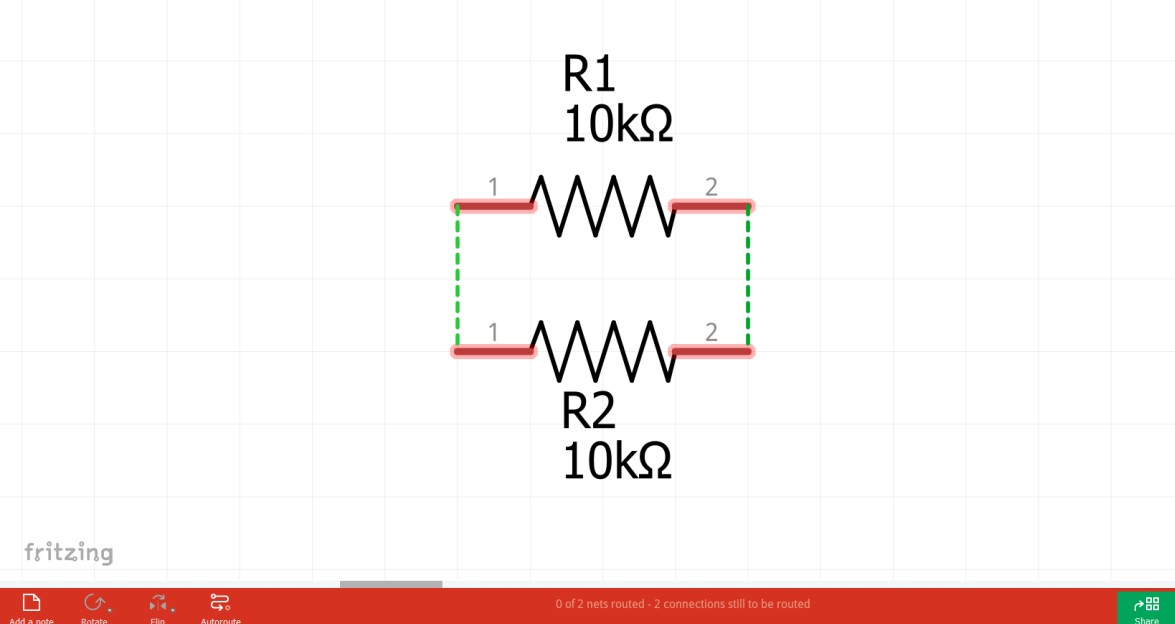 R1
10kΩ
1 2
1 2
R2
10kΩ
fritzing
Add a note Rotate Flip Autoroute 0 of 2 nets routed - 2 connections still to be routed Share